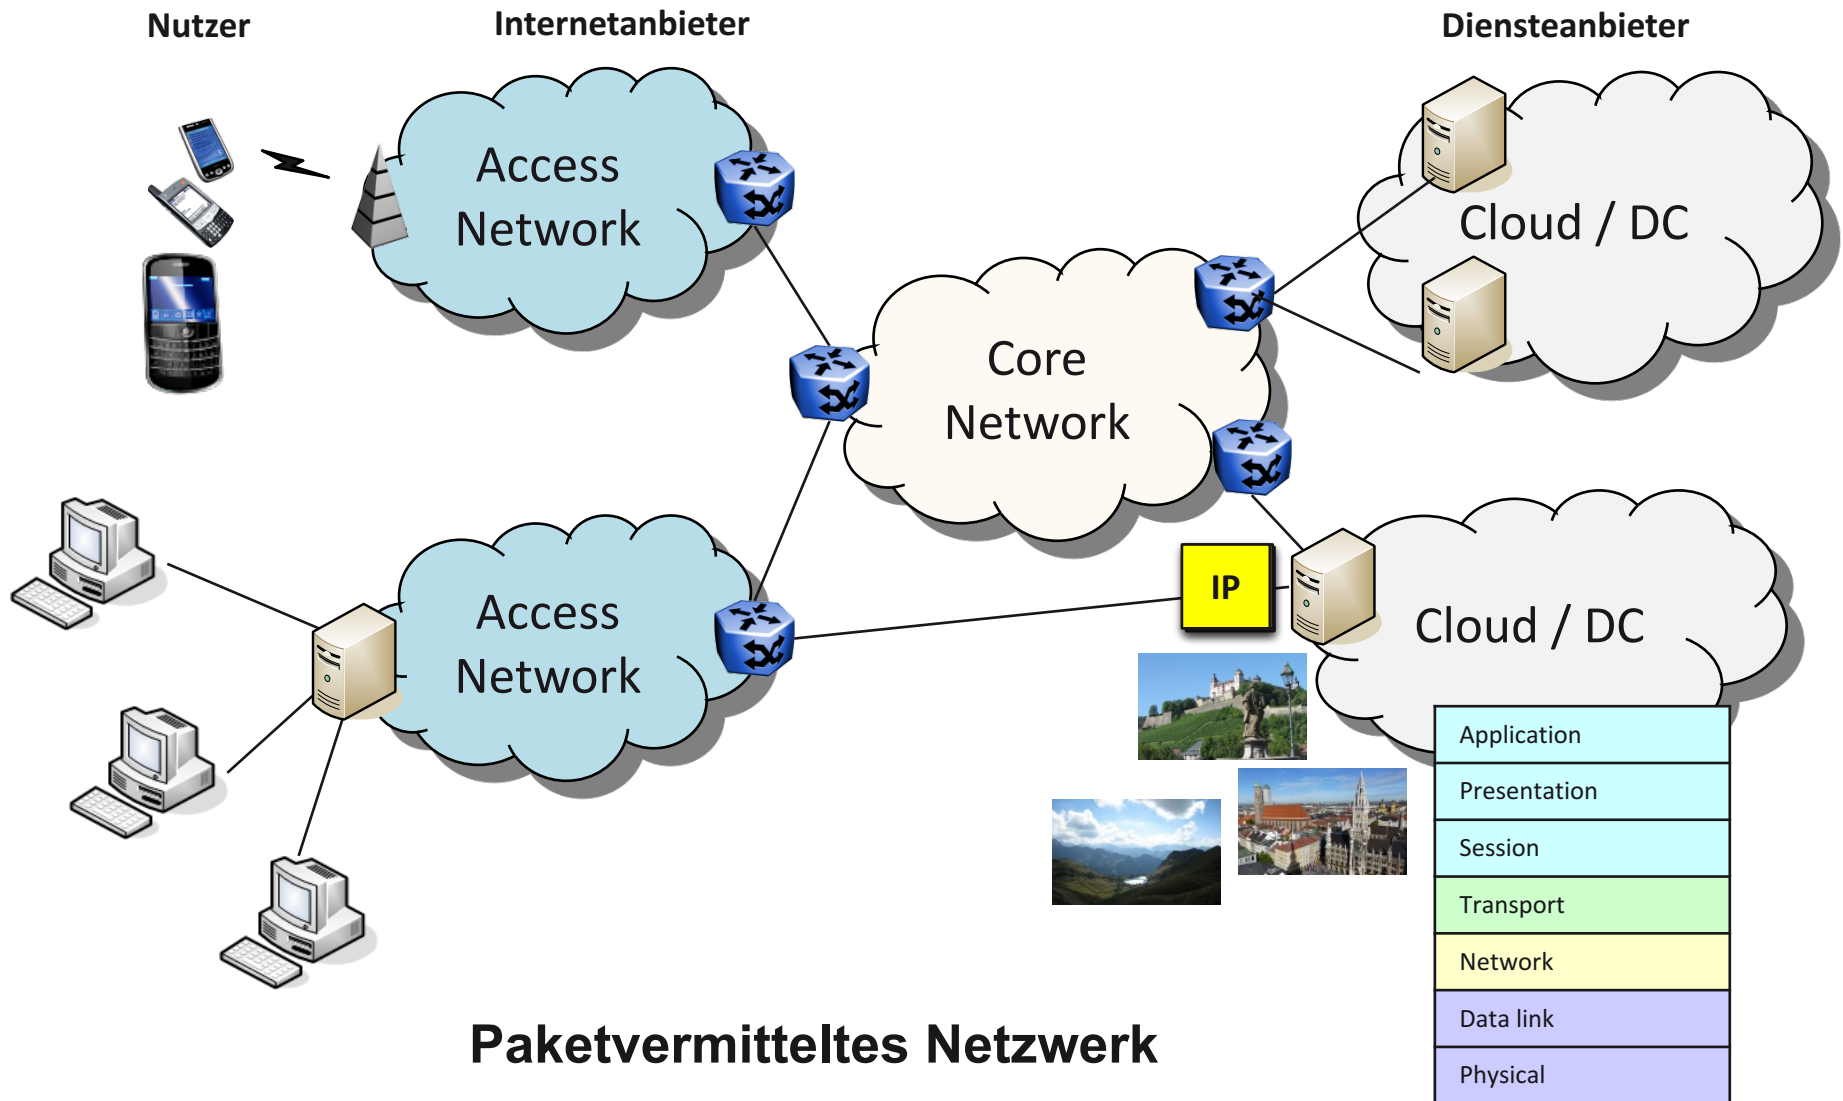 Nutzer
Internetanbieter
Diensteanbieter
Access
Network
Cloud / DC
Core
Network
Access
Network
IP
Cloud / DC
Application
Presentation
Session
Transport
Network
Data link
Physical
Paketvermitteltes Netzwerk